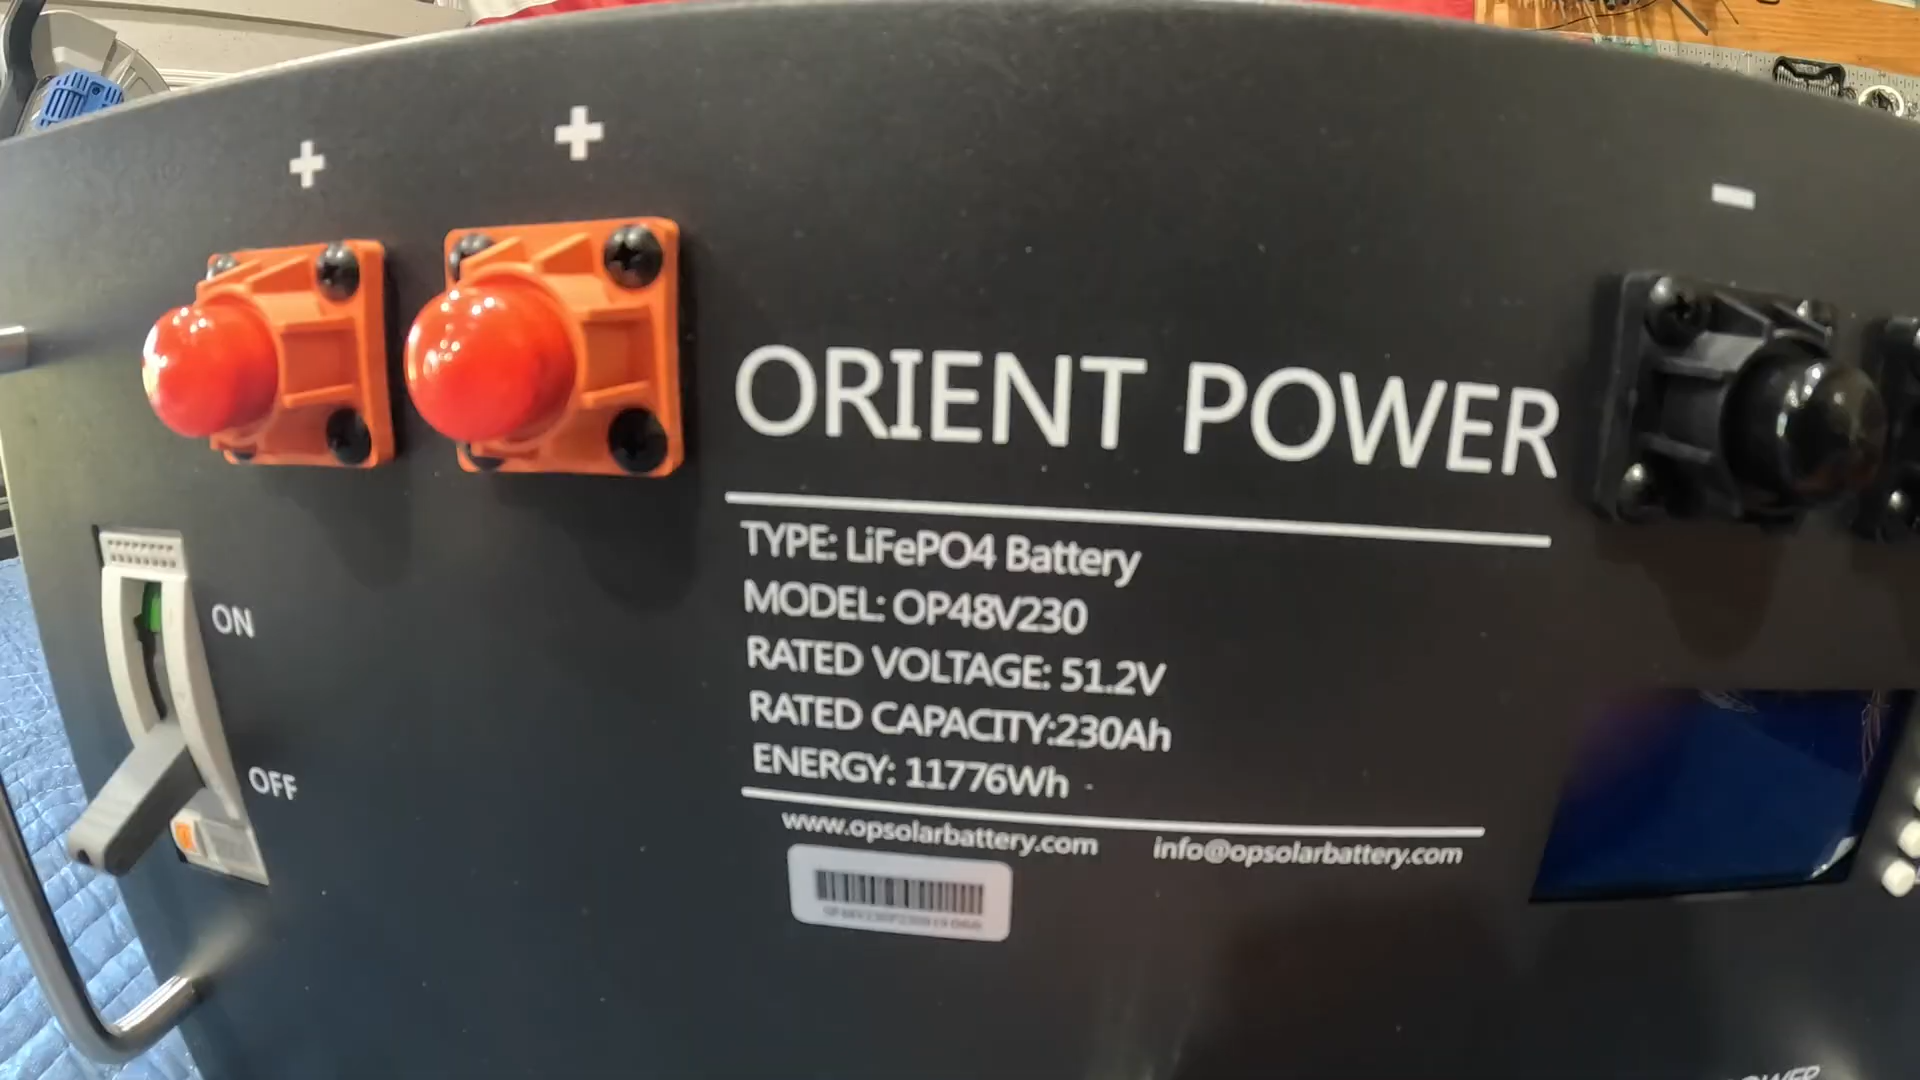 + +
-
ORIENT POWER
TYPE: LiFePO4 Battery
MODEL: OP48V230
RATED VOLTAGE: 51.2V
RATED CAPACITY:230Ah
ENERGY: 11776Wh
www.opsolarbattery.com info@opsolarbattery.com
ON
OFF